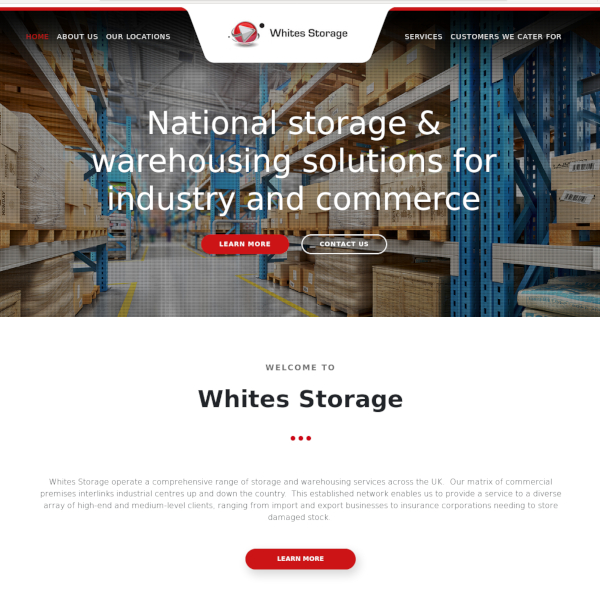 HOME ABOUT US OUR LOCATIONS
Whites Storage
SERVICES CUSTOMERS WE CATER FOR
National storage &
warehousing solutions for
industry and commerce
LEARN MORE
CONTACT US
WELCOME TO
Whites Storage
Whites Storage operate a comprehensive range of storage and warehousing services across the UK. Our matrix of commercial
premises interlinks industrial centres up and down the country. This established network enables us to provide a service to a diverse
array of high-end and medium-level clients, ranging from import and export businesses to insurance corporations needing to store
damaged stock.
LEARN MORE